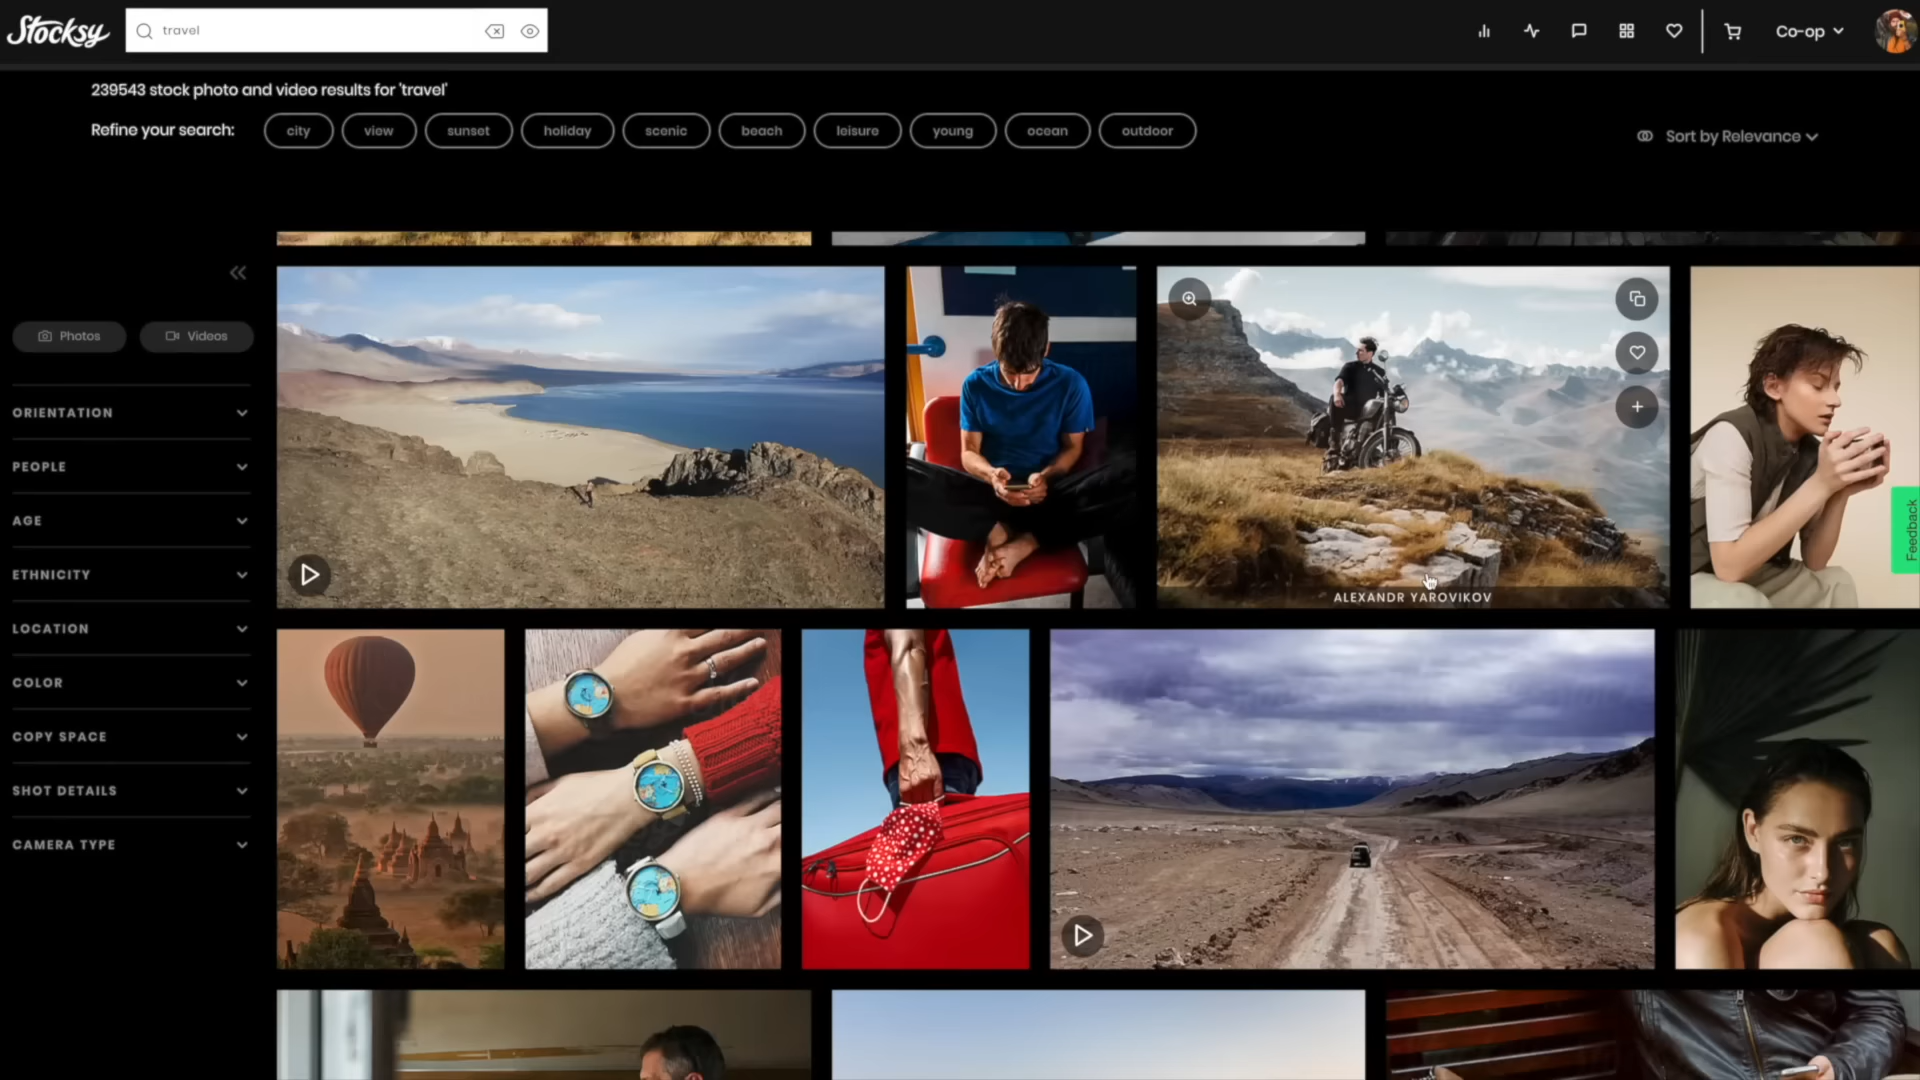 Stocksy
travel
Co-op
239543 stock photo and video results for 'travel'
Refine your search:
city
view
sunset
holiday
scenic
beach
leisure
young
ocean
outdoor
Sort by Relevance
Photos
Videos
ORIENTATION
PEOPLE
AGE
ETHNICITY
LOCATION
COLOR
COPY SPACE
SHOT DETAILS
CAMERA TYPE
ALEXANDR YAROVIKOV
Feedback